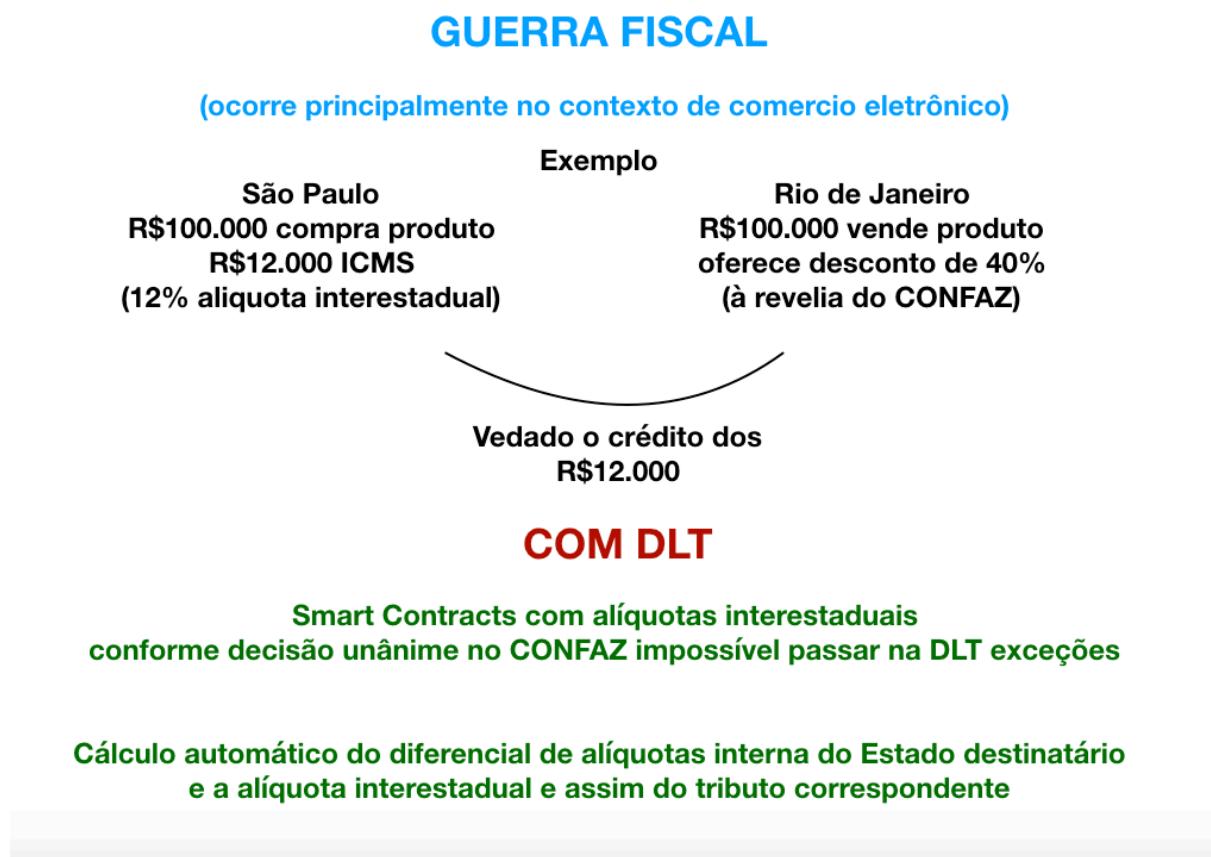 GUERRA FISCAL
(ocorre principalmente no contexto de comercio eletrônico)
Exemplo
São Paulo
R$100.000 compra produto
R$12.000 ICMS
(12% aliquota interestadual)
Rio de Janeiro
R$100.000 vende produto
oferece desconto de 40%
(à revelia do CONFAZ)
Vedado o crédito dos
R$12.000
COM DLT
Smart Contracts com alíquotas interestaduais
conforme decisão unânime no CONFAZ impossível passar na DLT exceções
Cálculo automático do diferencial de alíquotas interna do Estado destinatário
e a alíquota interestadual e assim do tributo correspondente